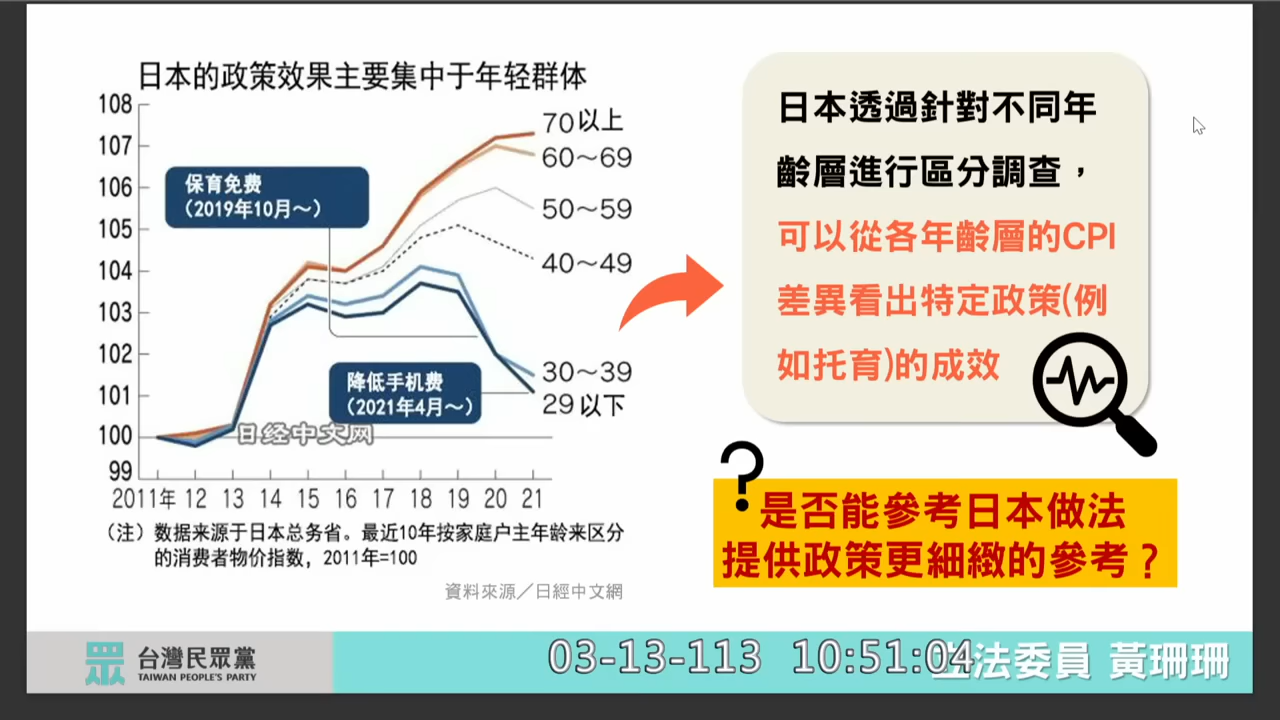 日本的政策效果主要集中于年轻群体
108
107
106
105
104
103
102
101
100
99
保育免费
（2019年10月～）
降低手机费
（2021年4月～）
70以上
60～69
50～59
40～49
30～39
29以下
日经中文网
2011年 12 13 14 15 16 17 18 19 20 21
（注）数据来源于日本总务省。最近10年按家庭户主年龄来区分
的消费者物价指数，2011年=100
資料來源／日經中文網
日本透過針對不同年
齡層進行區分調查，
可以從各年齡層的CPI
差異看出特定政策(例
如托育)的成效
?
是否能參考日本做法
提供政策更細緻的參考？
眾
台灣民眾黨
TAIWAN PEOPLE'S PARTY
03-13-113 10:51:04
法委員 黃珊珊